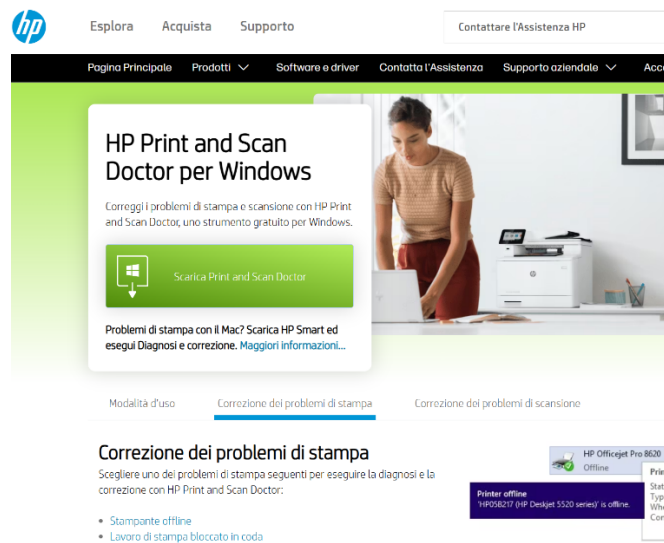 hp
Esplora Acquista Supporto
Contattare l'Assistenza HP
Pagina Principale Prodotti Software e driver Contatta l'Assistenza Supporto aziendale
HP Print and Scan
Doctor per Windows
Correggi i problemi di stampa e scansione con HP Print
and Scan Doctor, uno strumento gratuito per Windows.
Scarica Print and Scan Doctor
Problemi di stampa con il Mac? Scarica HP Smart ed
esegui Diagnosi e correzione. Maggiori informazioni...
Modalità d'uso Correzione dei problemi di stampa Correzione dei problemi di scansione
Correzione dei problemi di stampa
Scegliere uno dei problemi di stampa seguenti per eseguire la diagnosi e la
correzione con HP Print and Scan Doctor:
• Stampante offline
• Lavoro di stampa bloccato in coda
HP Officejet Pro 8620
Offline
Printer offline
'HP05B217 (HP Deskjet 5520 series)' is offline.